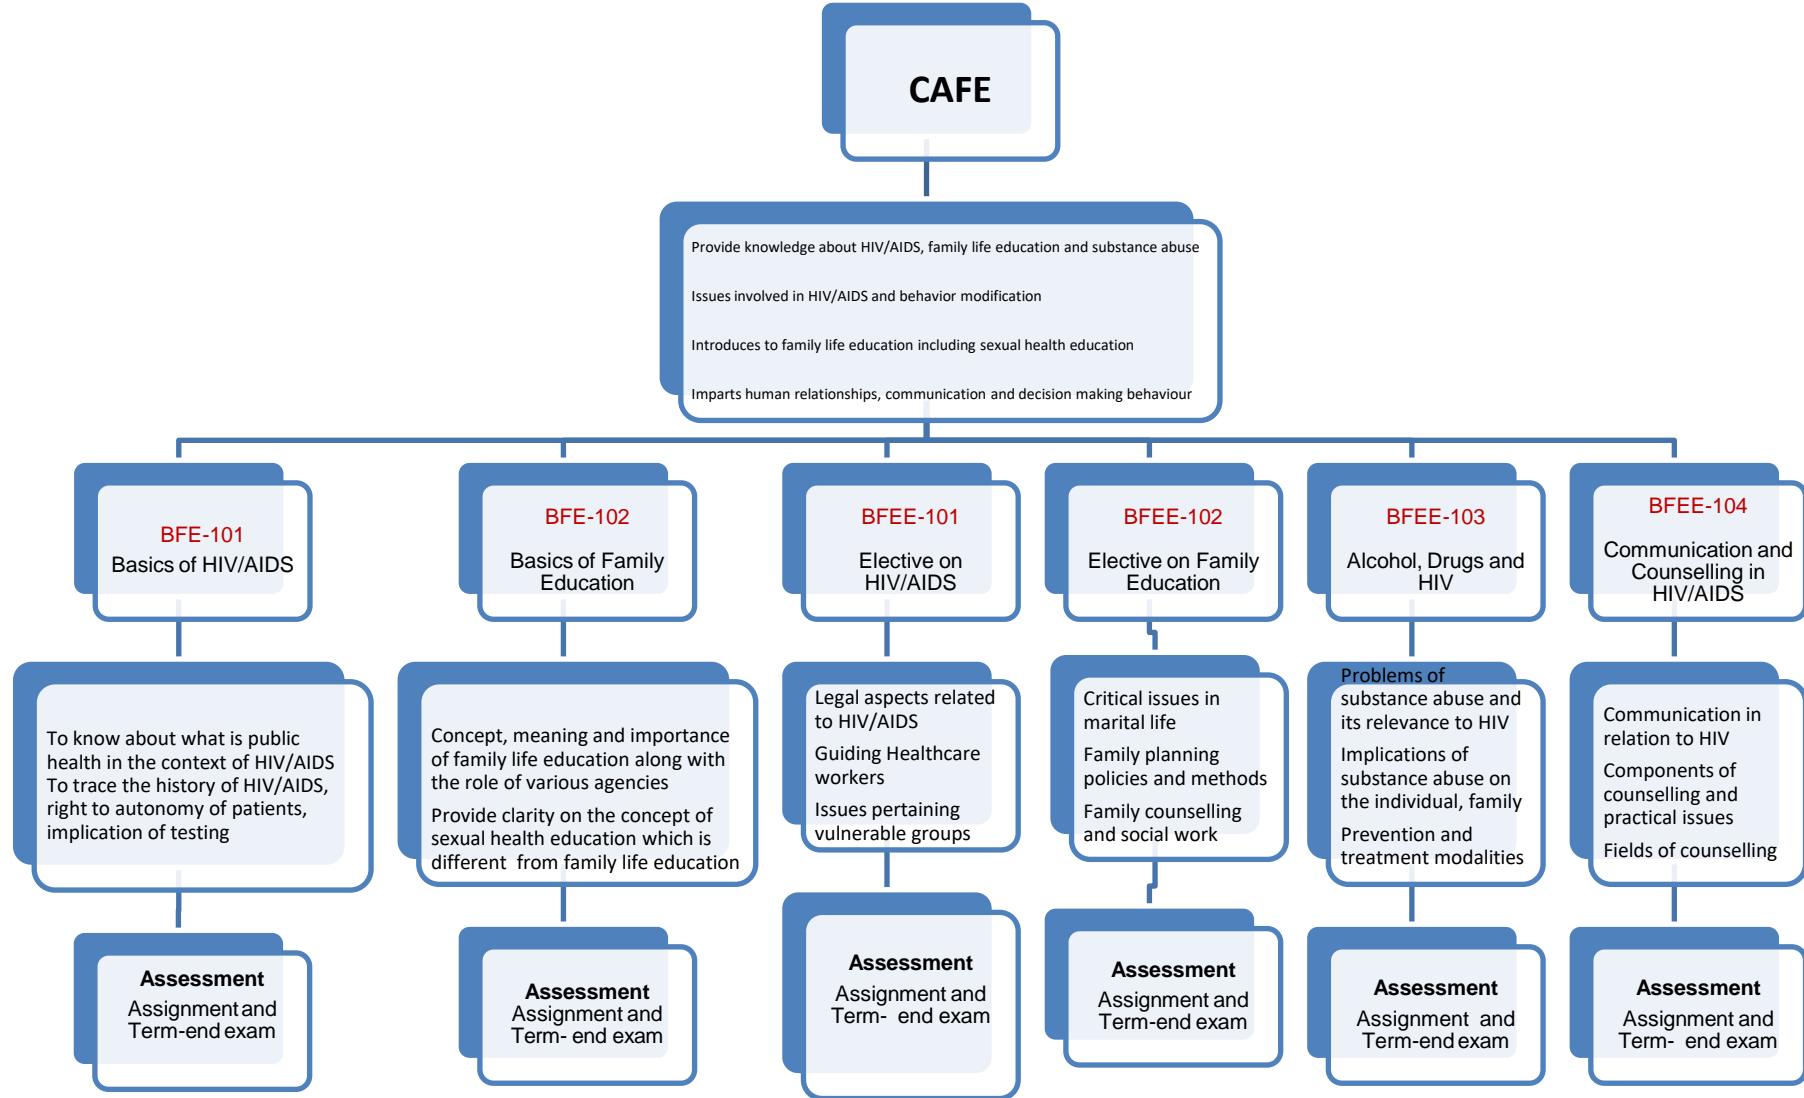 CAFE
Provide knowledge about HIV/AIDS, family life education and substance abuse
Issues involved in HIV/AIDS and behavior modification
Introduces to family life education including sexual health education
Imparts human relationships, communication and decision making behaviour
BFE-101
Basics of HIV/AIDS
BFE-102
Basics of Family
Education
BFEE-101
Elective on
HIV/AIDS
BFEE-102
Elective on Family
Education
BFEE-103
Alcohol, Drugs and
HIV
BFEE-104
Communication and
Counselling in
HIV/AIDS
To know about what is public
health in the context of HIV/AIDS
To trace the history of HIV/AIDS,
right to autonomy of patients,
implication of testing
Concept, meaning and importance
of family life education along with
the role of various agencies
Provide clarity on the concept of
sexual health education which is
different from family life education
Legal aspects related
to HIV/AIDS
Guiding Healthcare
workers
Issues pertaining
vulnerable groups
Critical issues in
marital life
Family planning
policies and methods
Family counselling
and social work
Problems of
substance abuse and
its relevance to HIV
Implications of
substance abuse on
the individual, family
Prevention and
treatment modalities
Communication in
relation to HIV
Components of
counselling and
practical issues
Fields of counselling
Assessment
Assignment and
Term-end exam
Assessment
Assignment and
Term- end exam
Assessment
Assignment and
Term- end exam
Assessment
Assignment and
Term-end exam
Assessment
Assignment and
Term-end exam
Assessment
Assignment and
Term- end exam